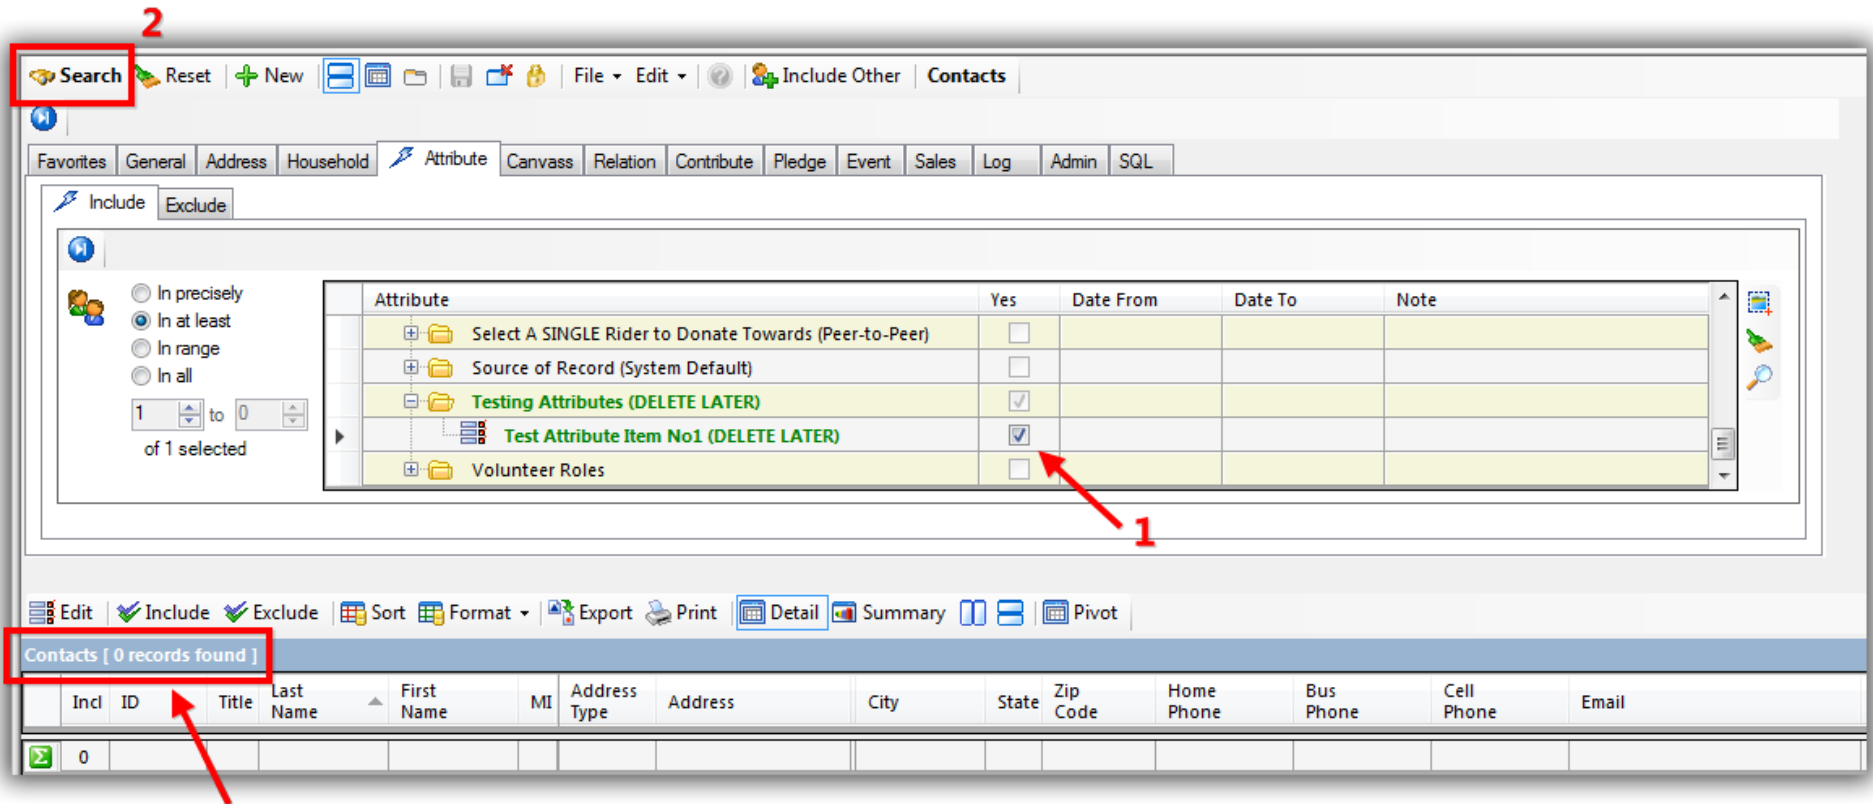 2
Search Reset New File Edit Include Other Contacts
Favorites General Address Household Attribute Canvass Relation Contribute Pledge Event Sales Log Admin SQL
Include Exclude
In precisely
In at least
In range
In all
1 to 0
of 1 selected
Attribute Yes Date From Date To Note
Select A SINGLE Rider to Donate Towards (Peer-to-Peer)
Source of Record (System Default)
Testing Attributes (DELETE LATER)
Test Attribute Item No1 (DELETE LATER)
Volunteer Roles
1
Edit Include Exclude Sort Format Export Print Detail Summary Pivot
Contacts [ 0 records found ]
Incl ID Title Last Name First Name MI Address Type Address City State Zip Code Home Phone Bus Phone Cell Phone Email
Σ 0